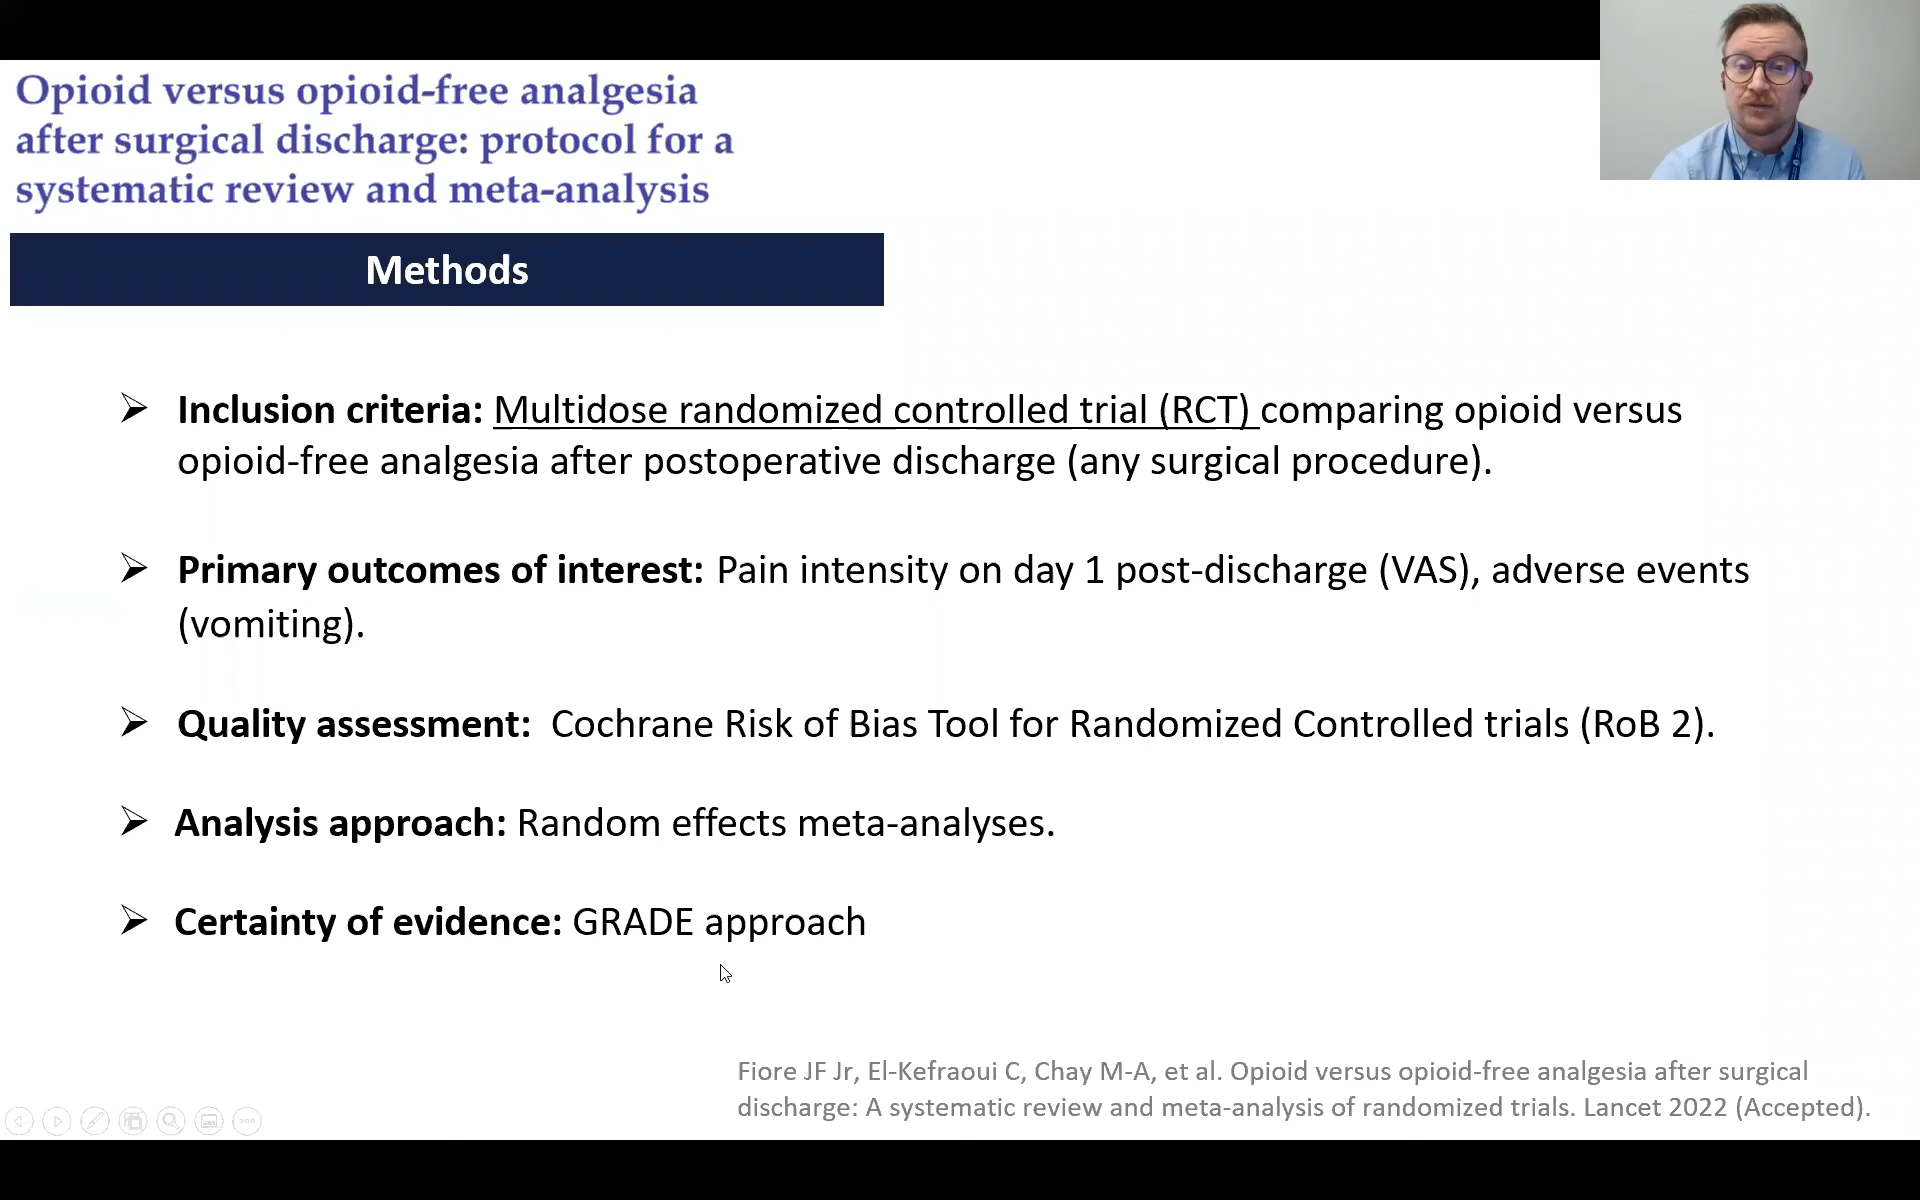 Opioid versus opioid-free analgesia
after surgical discharge: protocol for a
systematic review and meta-analysis
Methods
Inclusion criteria: Multidose randomized controlled trial (RCT) comparing opioid versus
opioid-free analgesia after postoperative discharge (any surgical procedure).
Primary outcomes of interest: Pain intensity on day 1 post-discharge (VAS), adverse events
(vomiting).
Quality assessment: Cochrane Risk of Bias Tool for Randomized Controlled trials (RoB 2).
Analysis approach: Random effects meta-analyses.
Certainty of evidence: GRADE approach
Fiore JF Jr, El-Kefraoui C, Chay M-A, et al. Opioid versus opioid-free analgesia after surgical
discharge: A systematic review and meta-analysis of randomized trials. Lancet 2022 (Accepted).